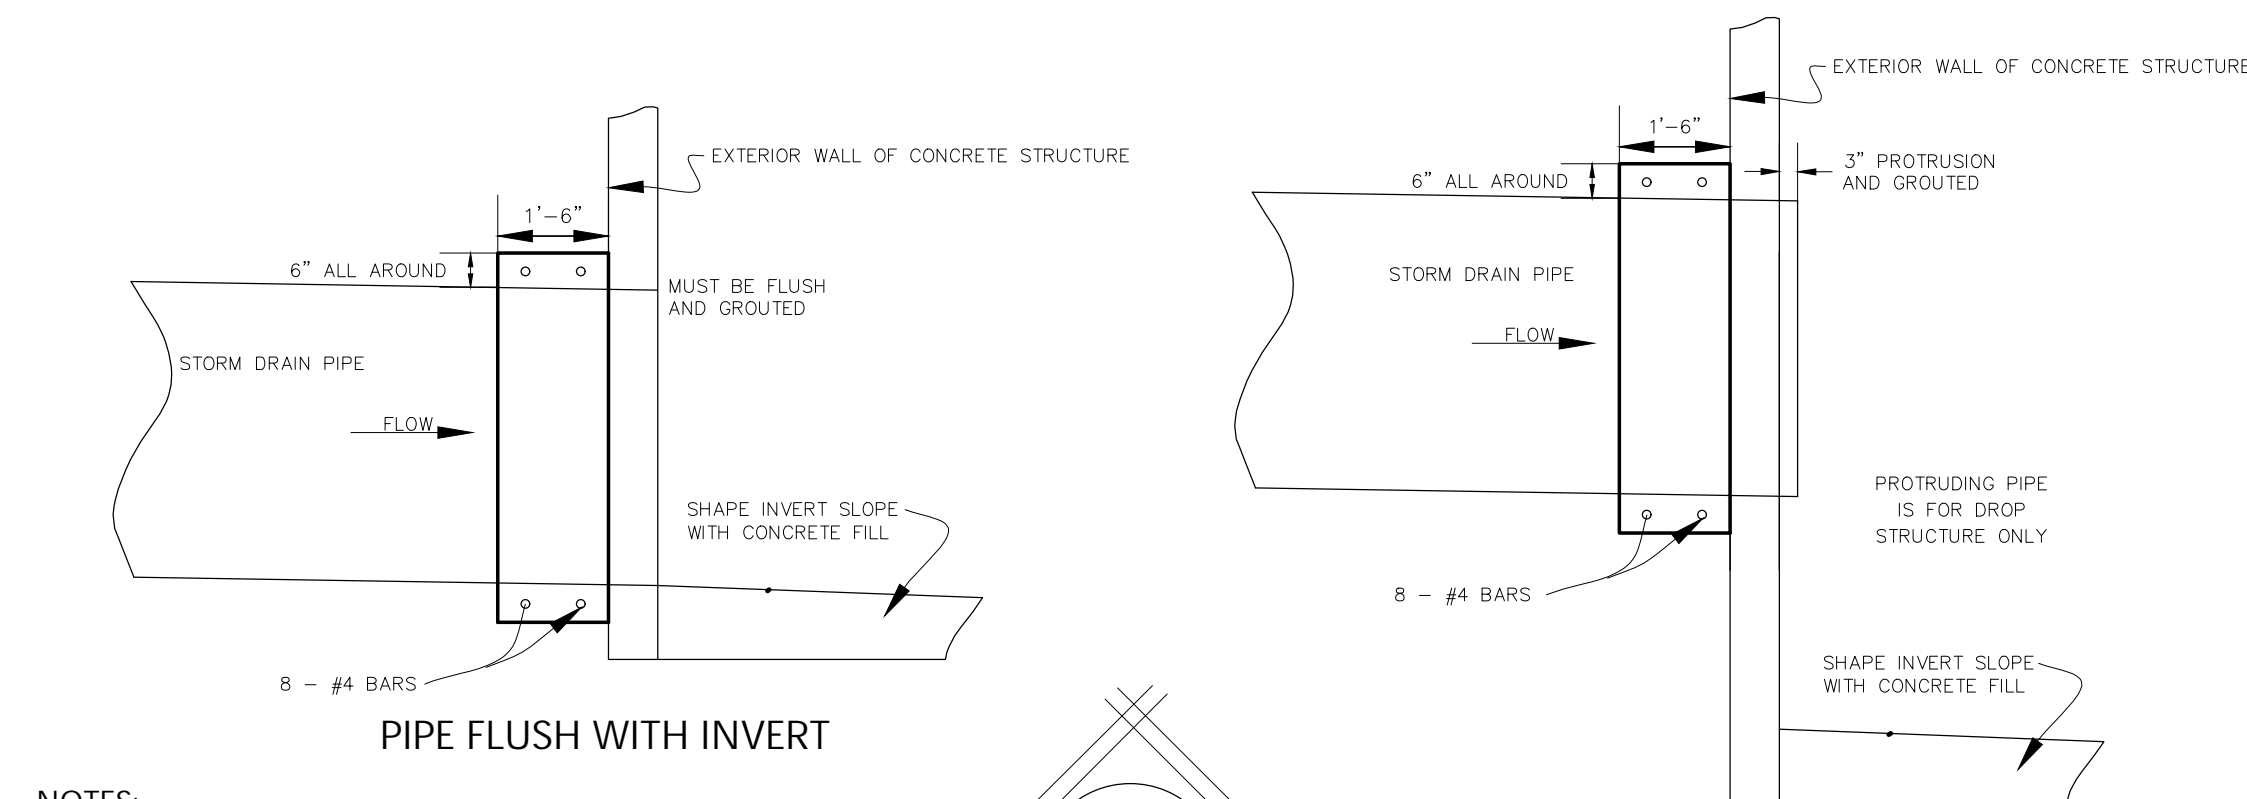 EXTERIOR WALL OF CONCRETE STRUCTURE
1'-6"
6" ALL AROUND
MUST BE FLUSH
AND GROUTED
STORM DRAIN PIPE
FLOW
SHAPE INVERT SLOPE
WITH CONCRETE FILL
8 - #4 BARS
PIPE FLUSH WITH INVERT
NOTES:
EXTERIOR WALL OF CONCRETE STRUCTURE
1'-6"
3" PROTRUSION
AND GROUTED
6" ALL AROUND
STORM DRAIN PIPE
FLOW
PROTRUDING PIPE
IS FOR DROP
STRUCTURE ONLY
8 - #4 BARS
SHAPE INVERT SLOPE
WITH CONCRETE FILL